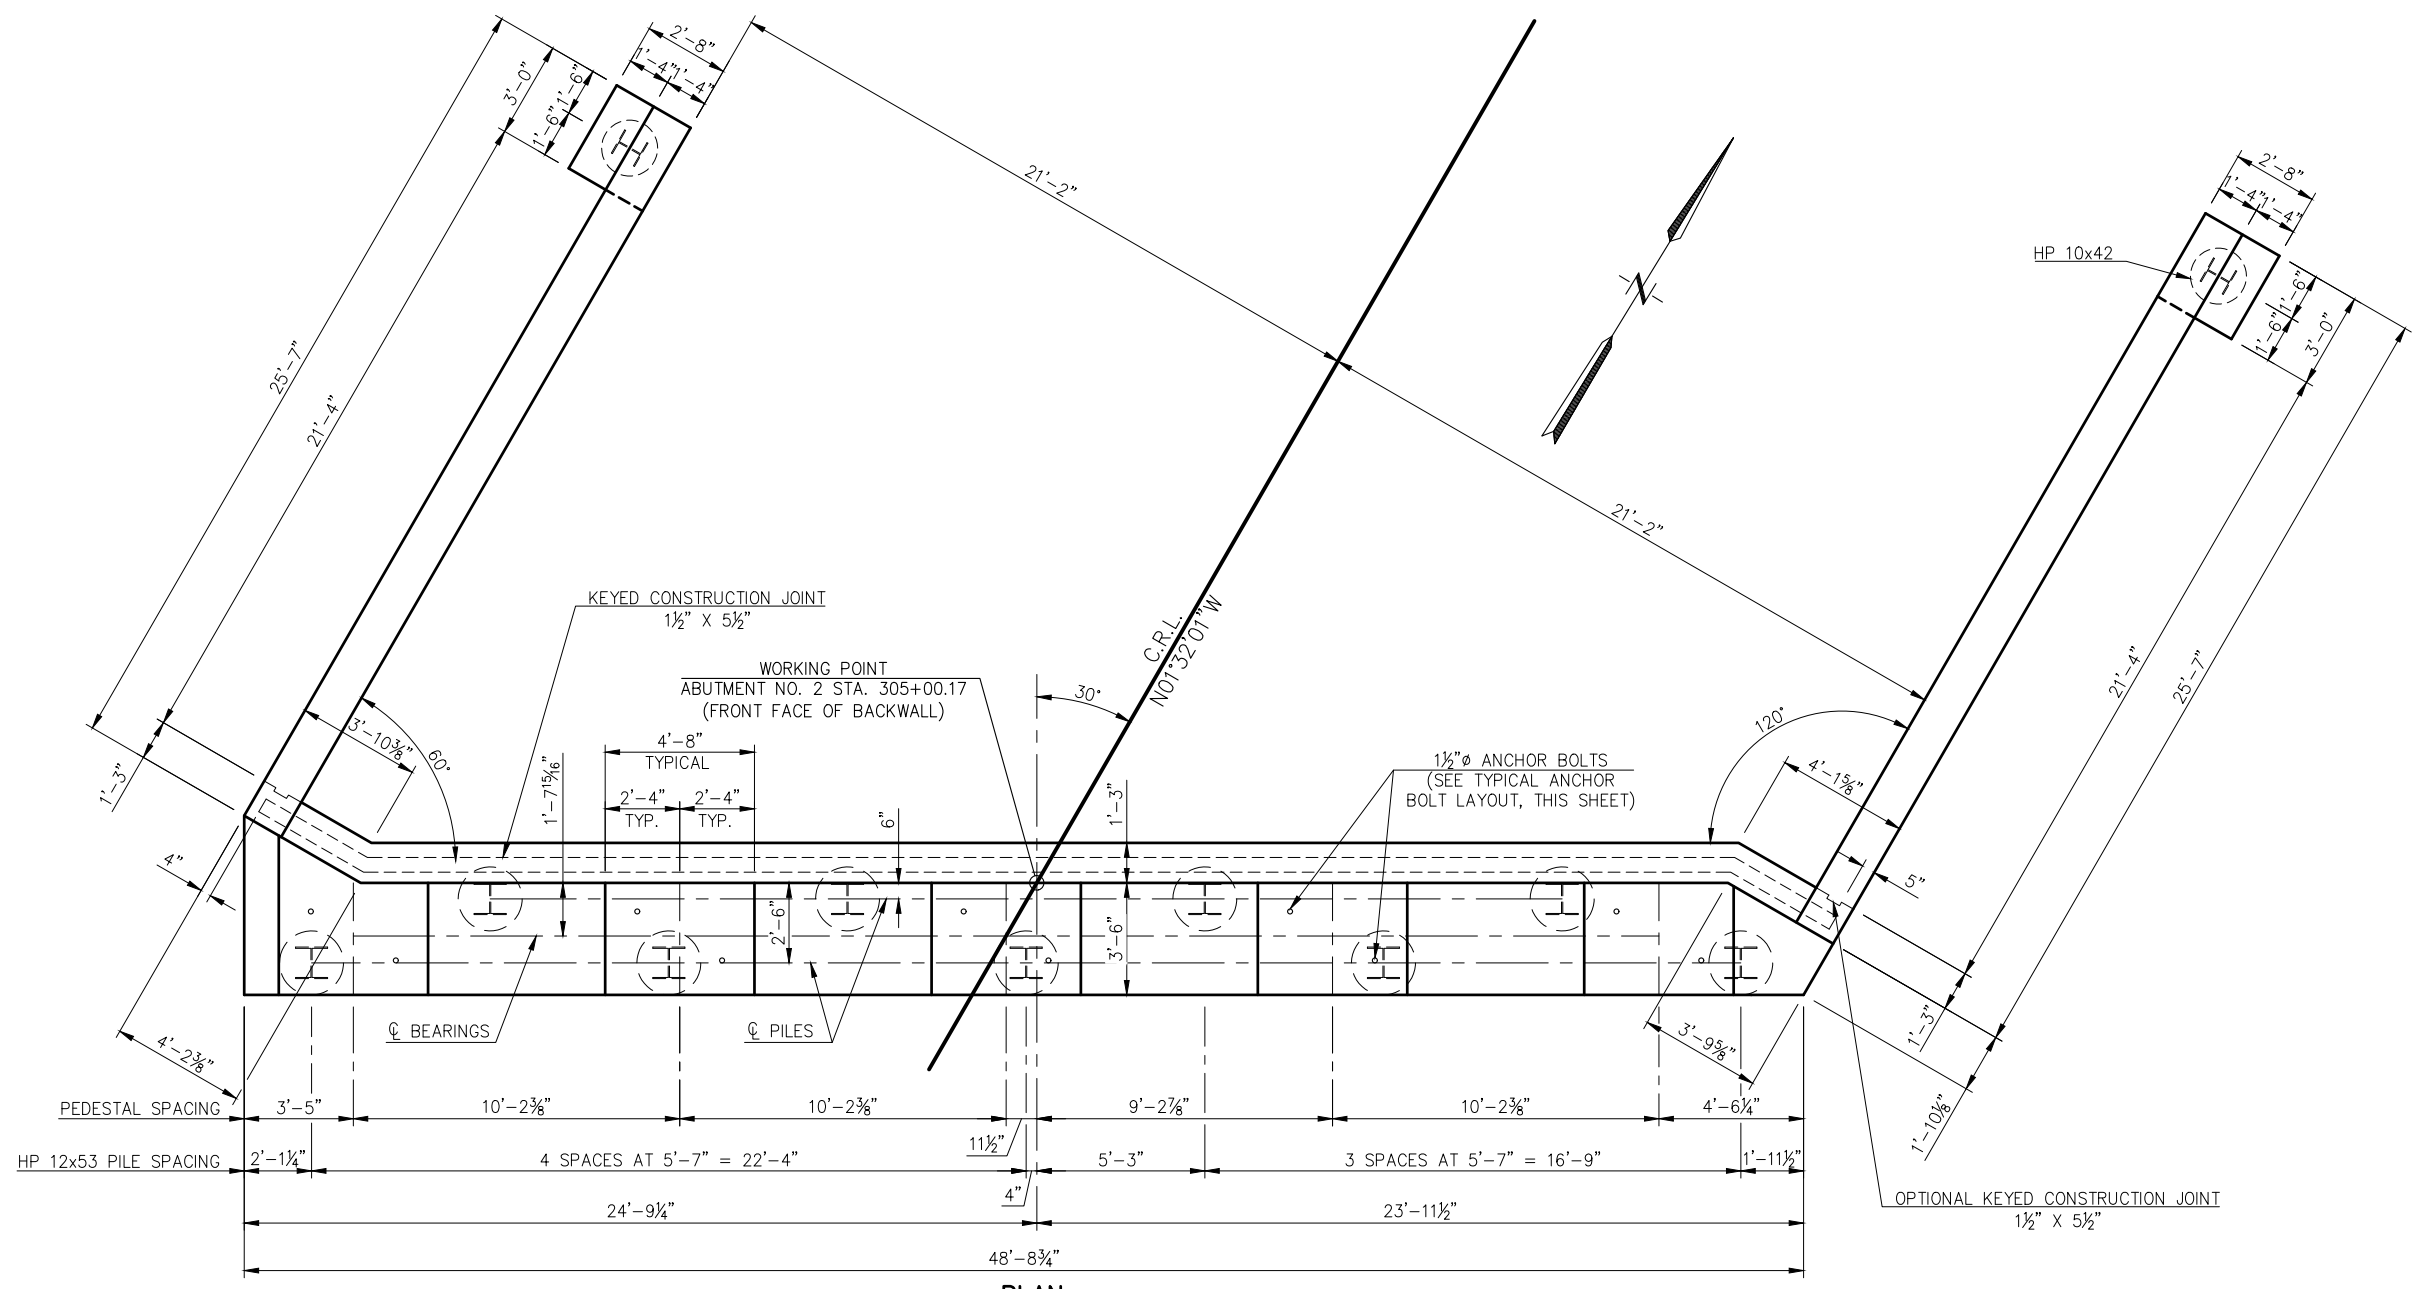 2'-8"
1'-4"
1'-4"
3'-0"
1'-6"
1'-6"
21'-2"
25'-7"
21'-4"
N
2'-8"
1'-4"
1'-4"
HP 10x42
1'-6"
1'-6"
3'-0"
21'-2"
21'-4"
25'-7"
KEYED CONSTRUCTION JOINT
1½" X 5½"
C.R.L.
N01°32'01"W
WORKING POINT
ABUTMENT NO. 2 STA. 305+00.17
(FRONT FACE OF BACKWALL)
30°
120°
3'-10⅜"
60°
1'-3"
4'-8"
TYPICAL
1'-7 15/16"
2'-4"
TYP.
2'-4"
TYP.
6"
1'-3"
1½"ø ANCHOR BOLTS
(SEE TYPICAL ANCHOR
BOLT LAYOUT, THIS SHEET)
4'-1⅝"
4"
5"
2'-6"
3'-6"
℄ BEARINGS
℄ PILES
4'-2⅜"
3'-9⅝"
1'-3"
1'-10⅛"
PEDESTAL SPACING
3'-5"
10'-2⅜"
10'-2⅜"
11½"
9'-2⅞"
10'-2⅜"
4'-6¼"
HP 12x53 PILE SPACING
2'-1¼"
4 SPACES AT 5'-7" = 22'-4"
4"
5'-3"
3 SPACES AT 5'-7" = 16'-9"
1'-11½"
OPTIONAL KEYED CONSTRUCTION JOINT
1½" X 5½"
24'-9¼"
23'-11½"
48'-8¾"
PLAN